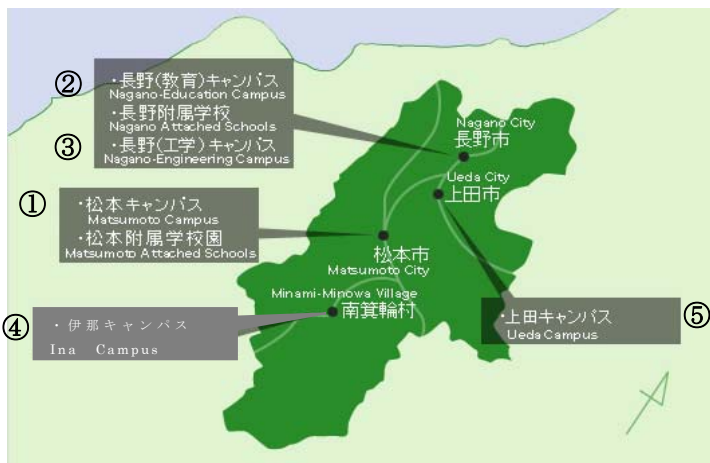 ②
・長野(教育)キャンパス
Nagano-Education Campus
・長野附属学校
Nagano Attached Schools
③
・長野(工学)キャンパス
Nagano-Engineering Campus
Nagano City
長野市
Ueda City
上田市
①
・松本キャンパス
Matsumoto Campus
・松本附属学校園
Matsumoto Attached Schools
松本市
Matsumoto City
Minami-Minowa Village
南箕輪村
④
・伊那キャンパス
Ina Campus
・上田キャンパス
Ueda Campus
⑤